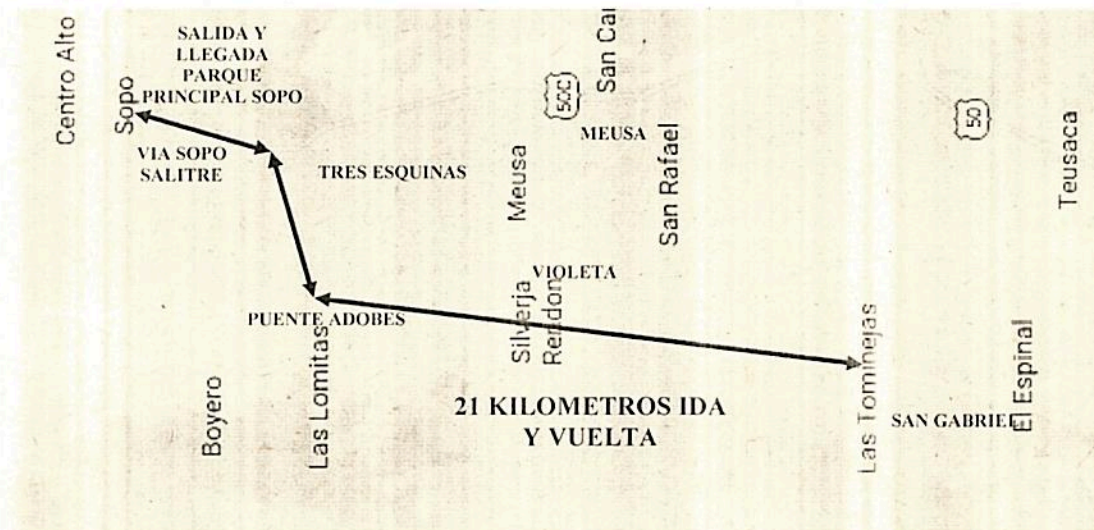 Centro Alto
Sopo
SALIDA Y
LLEGADA
PARQUE
PRINCIPAL SOPO
VIA SOPO
SALITRE
TRES ESQUINAS
50C
MEUSA
Meusa
San Rafael
50
Teusaca
VIOLETA
Silverja
Rendon
PUENTE ADOBES
Boyero
Las Lomitas
21 KILOMETROS IDA
Y VUELTA
Las Tominejas
SAN GABRIEL
El Espinal